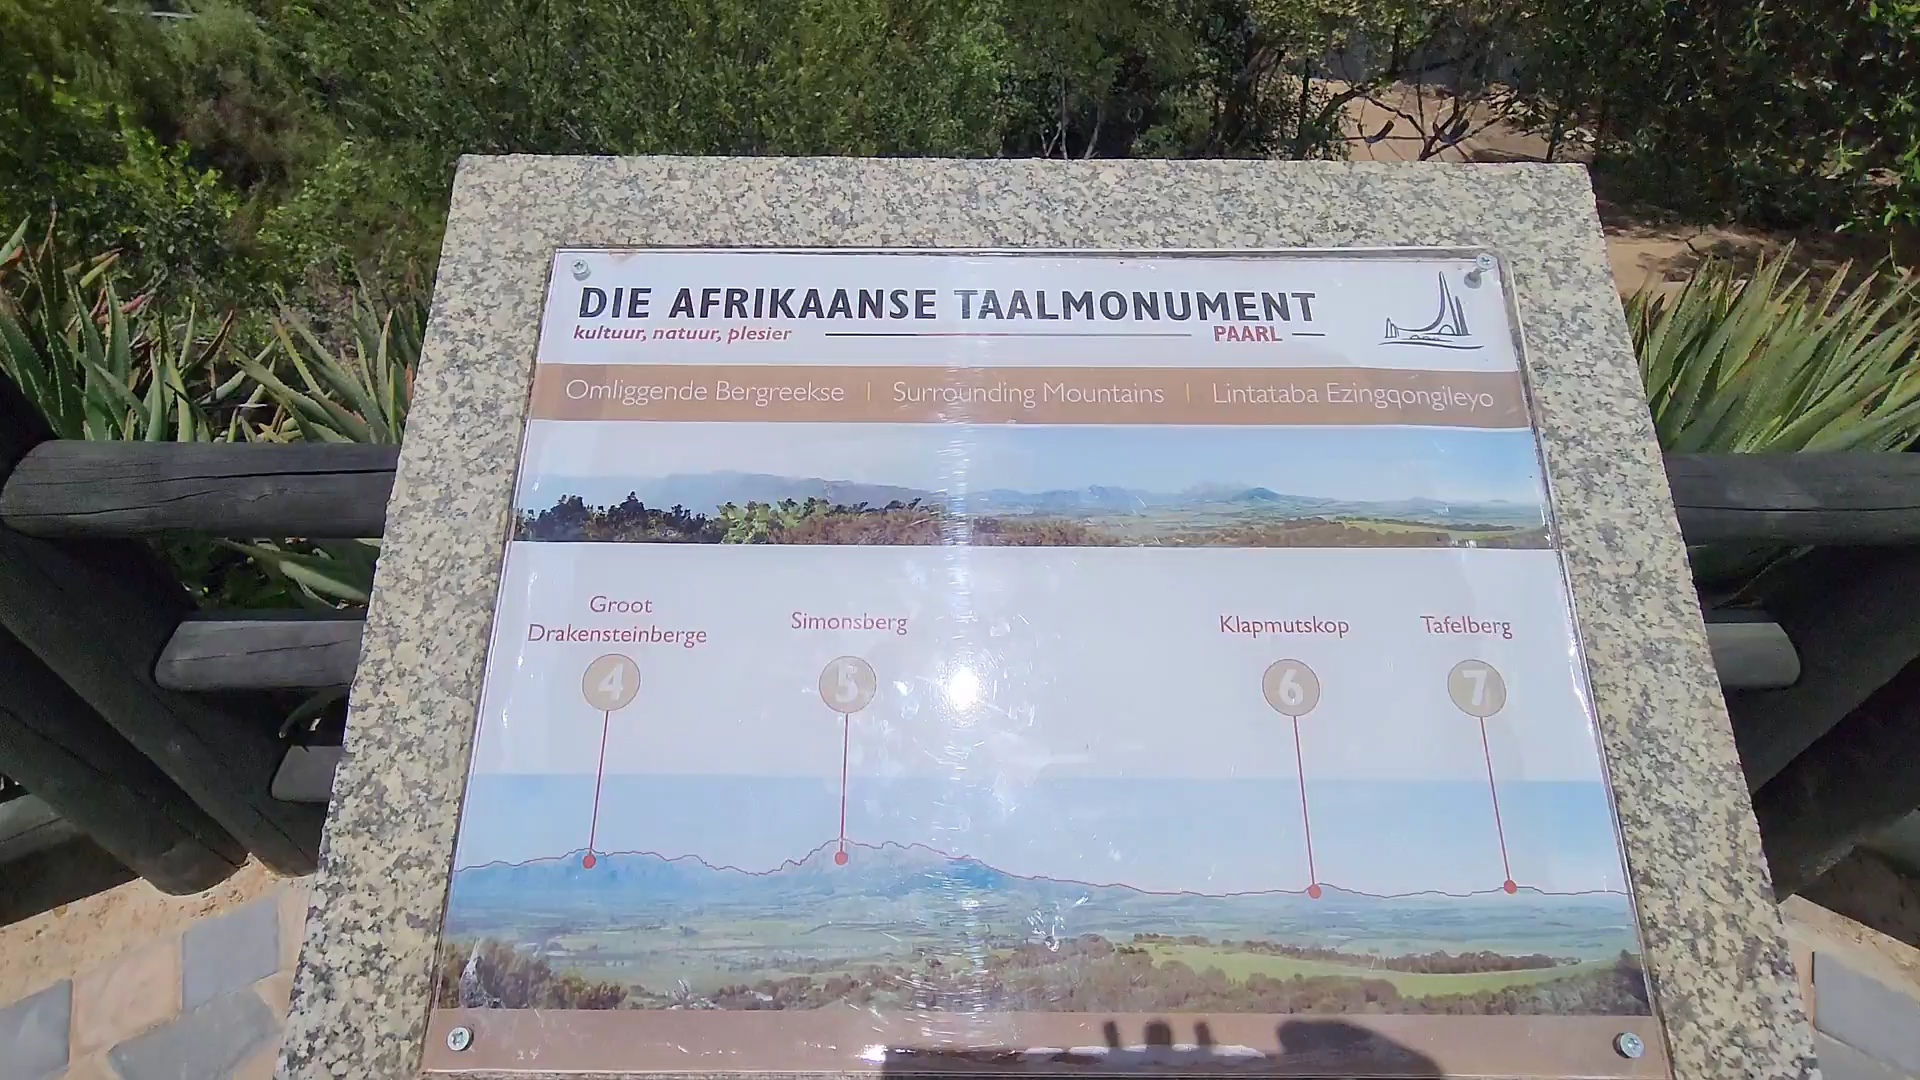 DIE AFRIKAANSE TAALMONUMENT
kultuur, natuur, plesier
PAARL
Omliggende Bergreekse | Surrounding Mountains | Lintataba Ezingqongileyo
Groot
Drakensteinberge
Simonsberg
Klapmutskop
Tafelberg
4
5
6
7